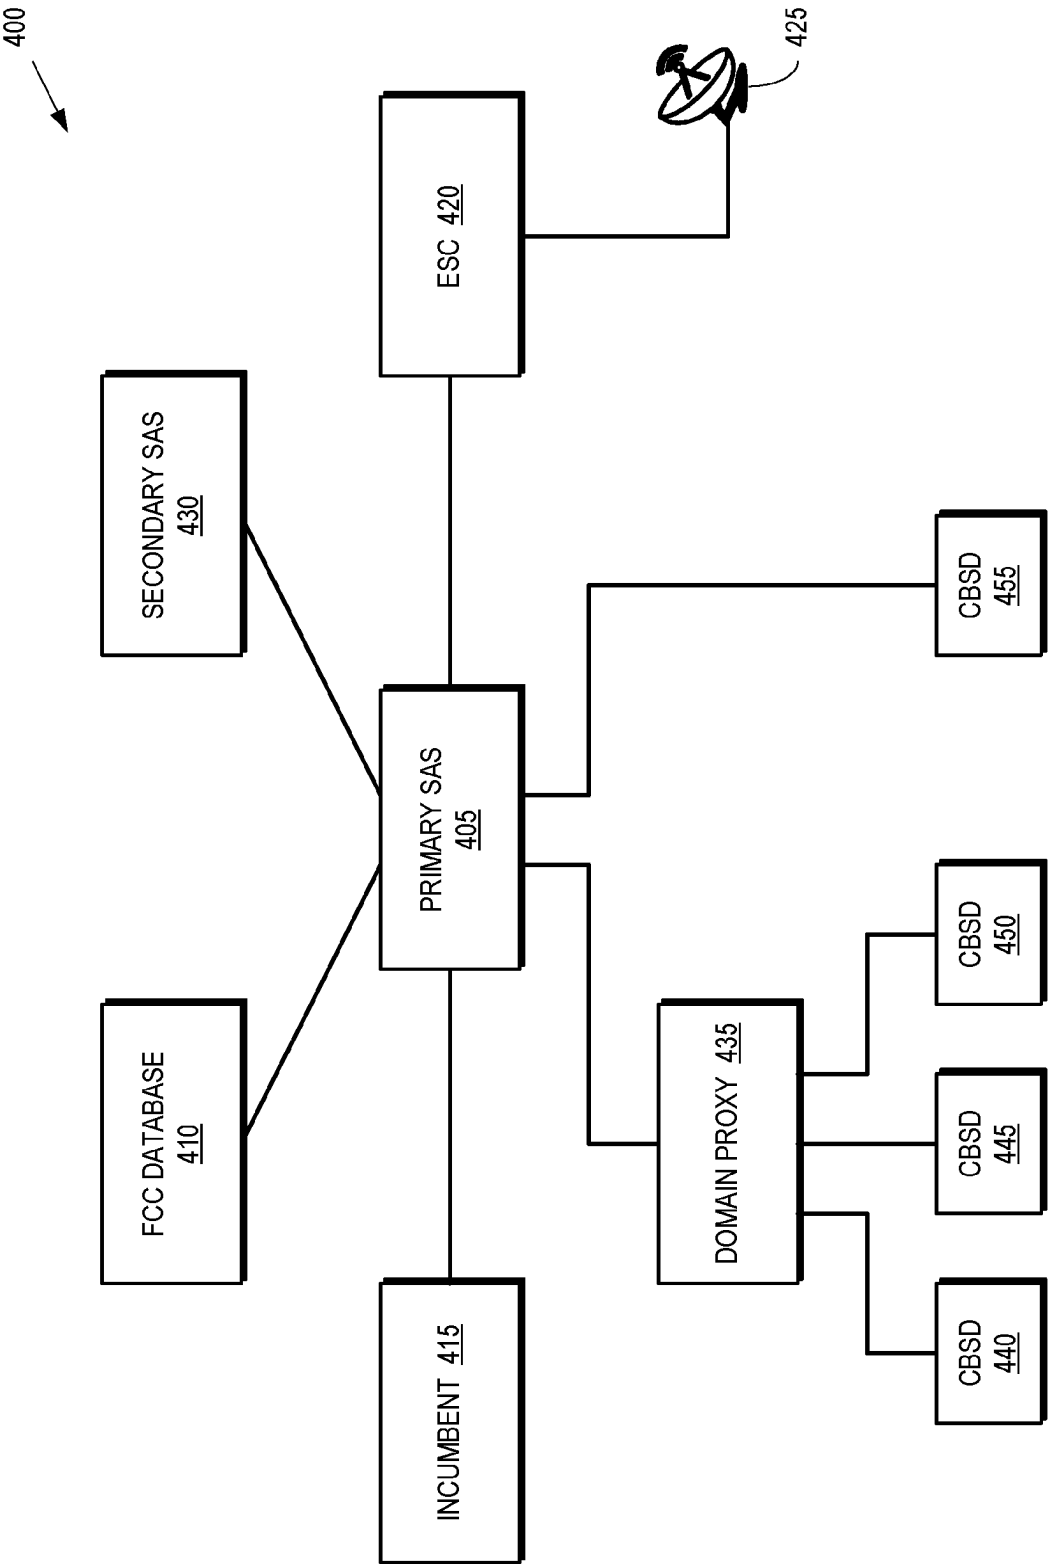 400
FCC DATABASE
410
SECONDARY SAS
430
INCUMBENT 415
PRIMARY SAS
405
ESC 420
DOMAIN PROXY 435
425
CBSD
440
CBSD
445
CBSD
450
CBSD
455